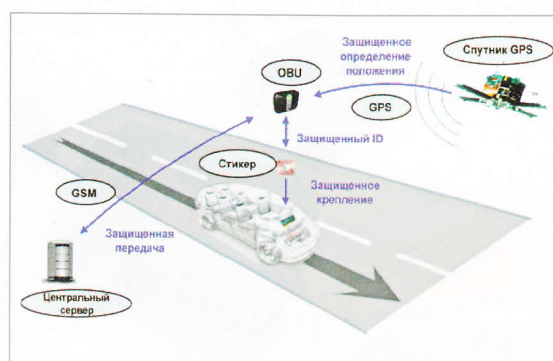 Защищенное
определение
положения
Спутник GPS
OBU
GPS
Защищенный ID
Стикер
Защищенное
крепление
GSM
Защищенная
передача
Центральный
сервер